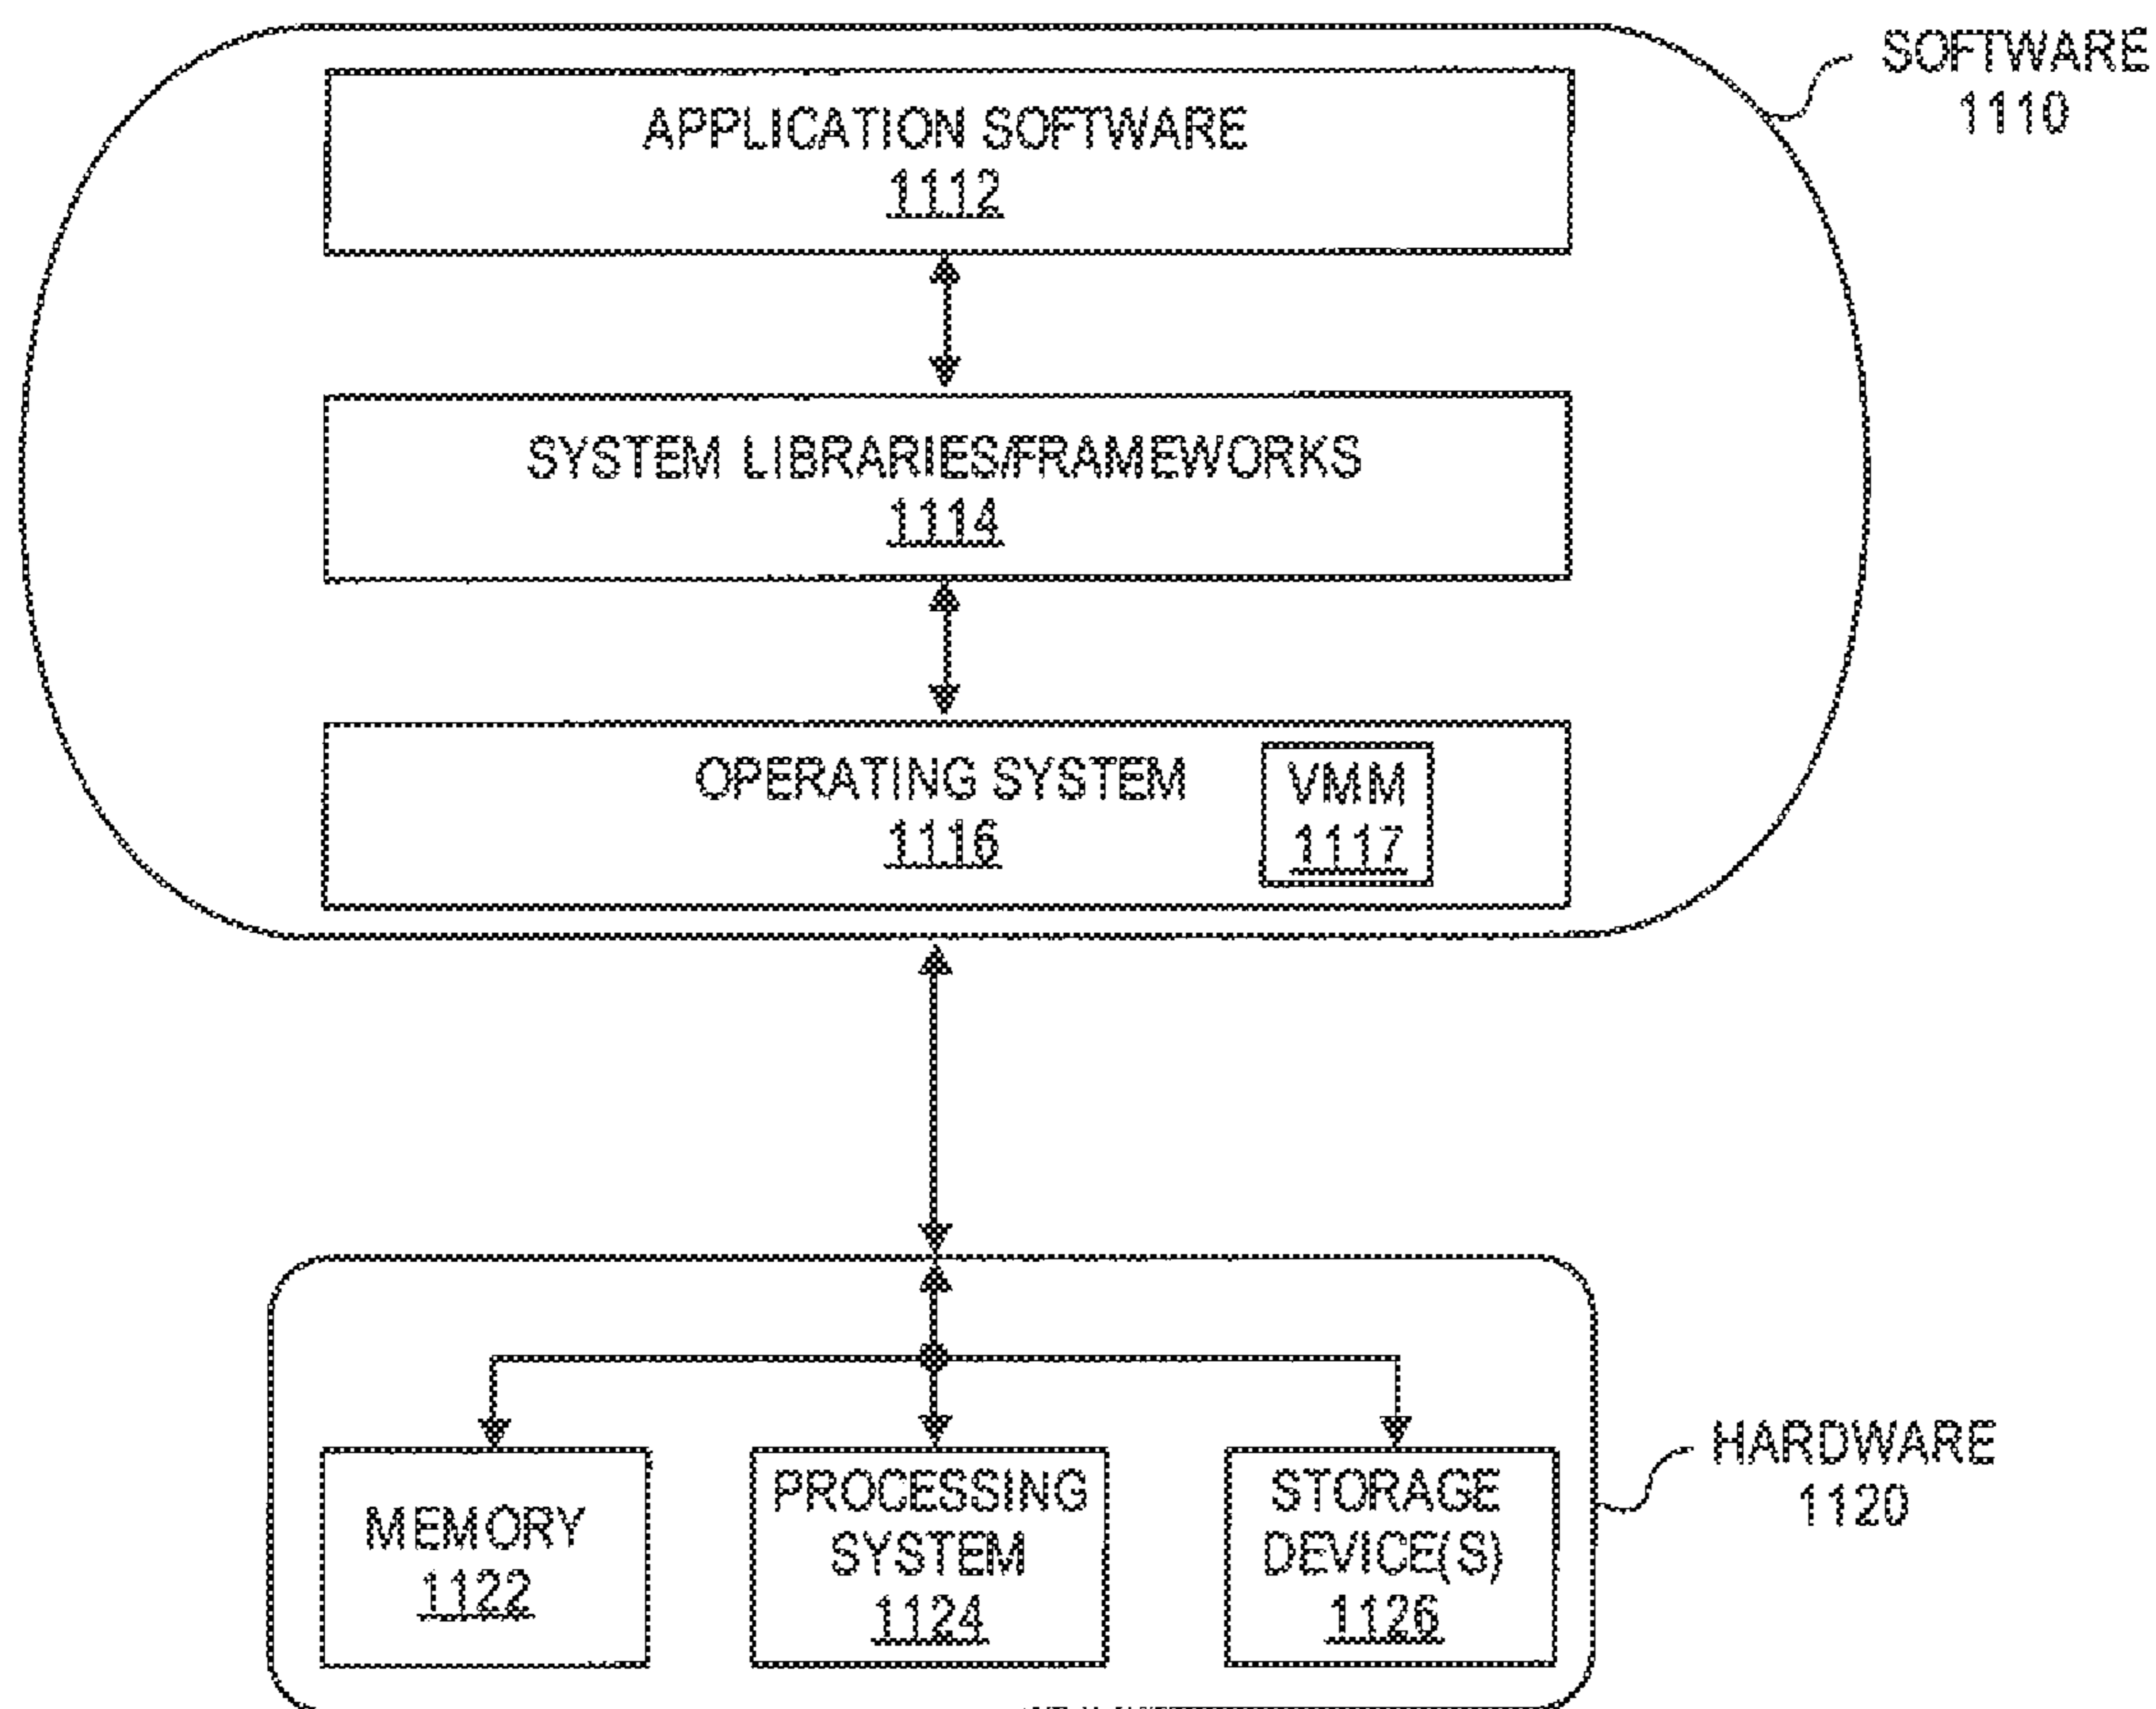 SOFTWARE
1110
APPLICATION SOFTWARE
1112
SYSTEM LIBRARIES/FRAMEWORKS
1114
OPERATING SYSTEM
1116
VMM
1117
HARDWARE
1120
MEMORY
1122
PROCESSING
SYSTEM
1124
STORAGE
DEVICE(S)
1126